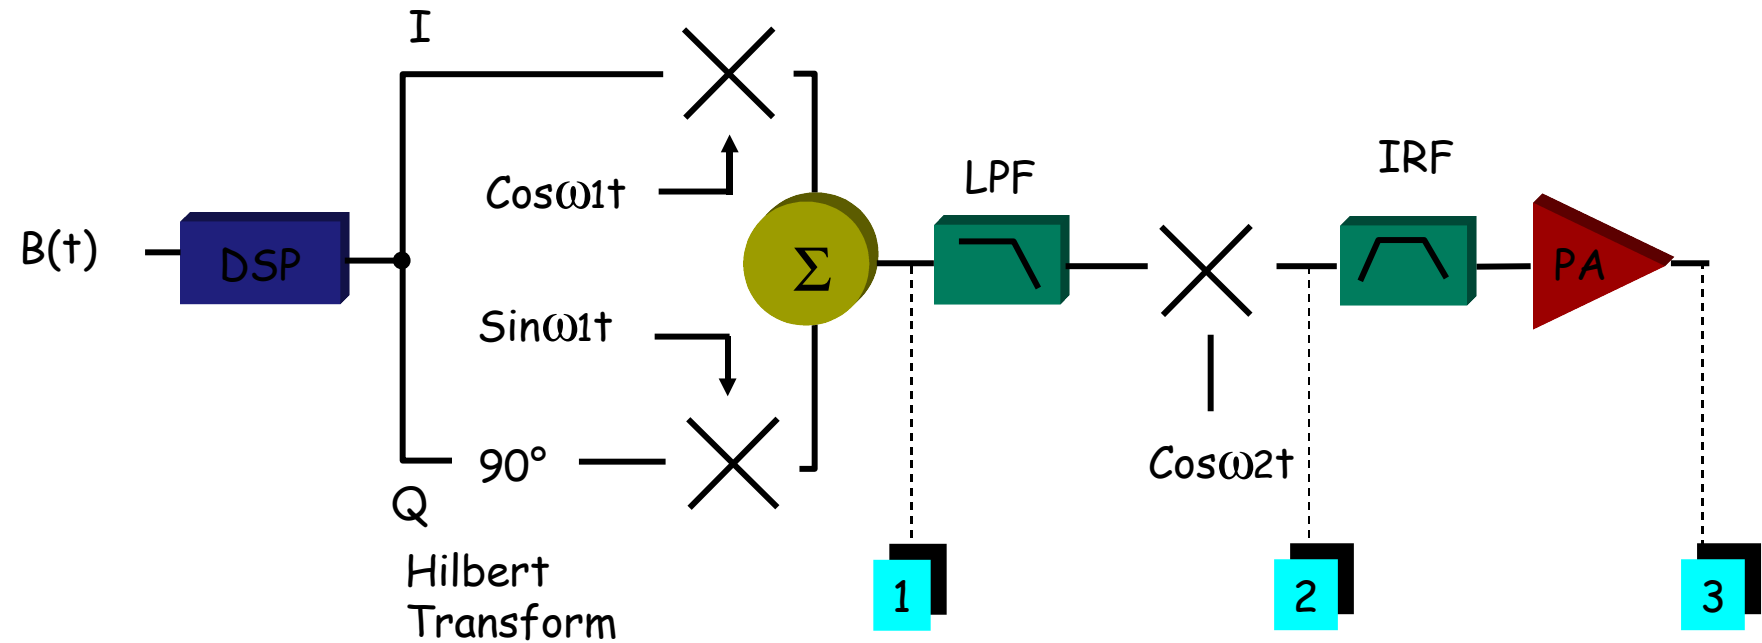 I
Cosω1t
LPF
IRF
B(t)
DSP
Σ
PA
Sinω1t
90°
Cosω2t
Q
Hilbert
Transform
1
2
3